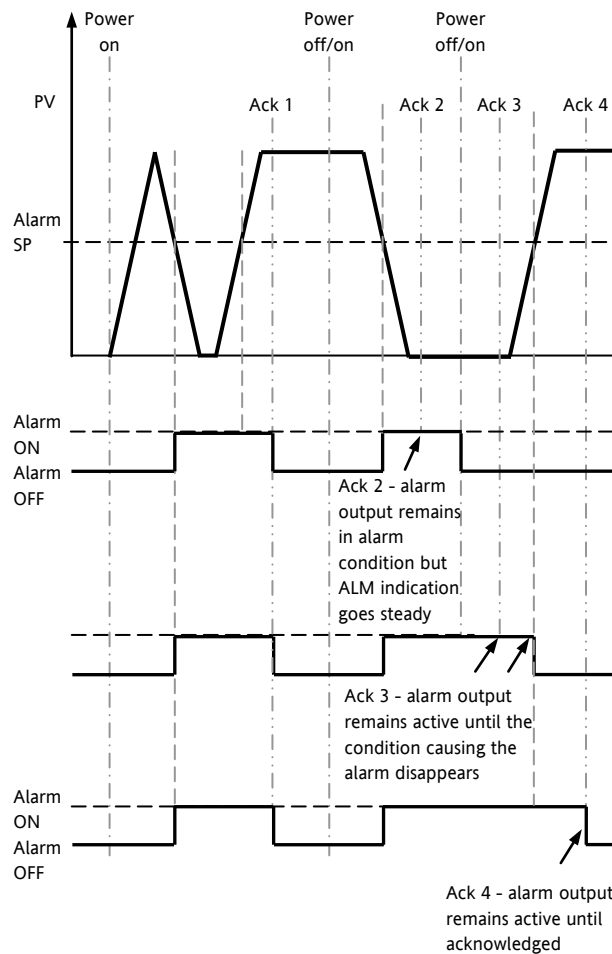 Power
on
Power
off/on
Power
off/on
PV
Ack 1
Ack 2
Ack 3
Ack 4
Alarm
SP
Alarm
ON
Alarm
OFF
Ack 2 - alarm
output remains
in alarm
condition but
ALM indication
goes steady
Ack 3 - alarm output
remains active until the
condition causing the
alarm disappears
Alarm
ON
Alarm
OFF
Ack 4 - alarm output
remains active until
acknowledged